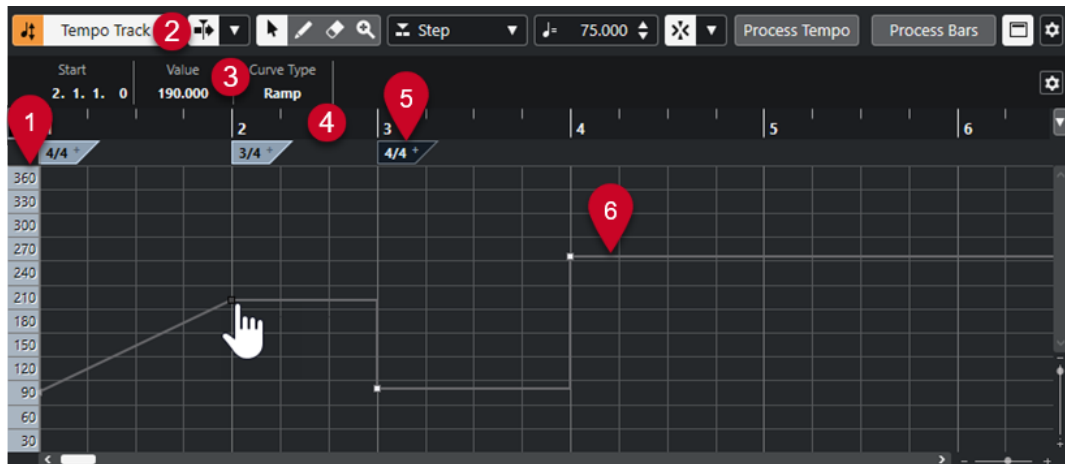 Tempo Track 2 Step 75.000 Process Tempo Process Bars
Start Value 3 Curve Type
2. 1. 1. 0 190.000 Ramp
1 2 3 4 5 4 5 6
4/4 + 3/4 + 4/4 +
360
330
300
270
240
210
180
150
120
90
60
30
6